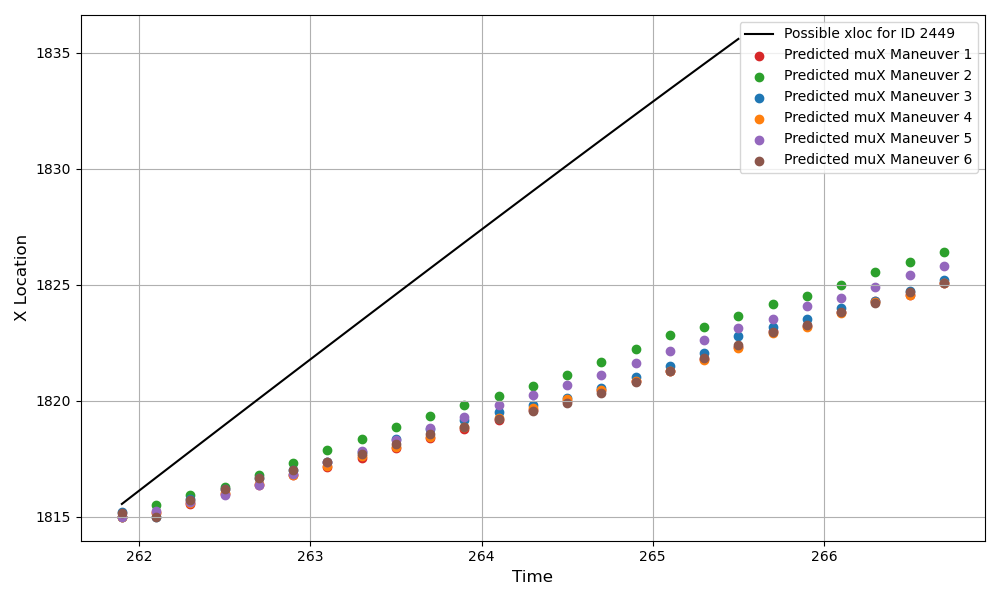 X Location
1835
1830
1825
1820
1815
262
263
264
265
266
Time
Possible xloc for ID 2449
Predicted muX Maneuver 1
Predicted muX Maneuver 2
Predicted muX Maneuver 3
Predicted muX Maneuver 4
Predicted muX Maneuver 5
Predicted muX Maneuver 6